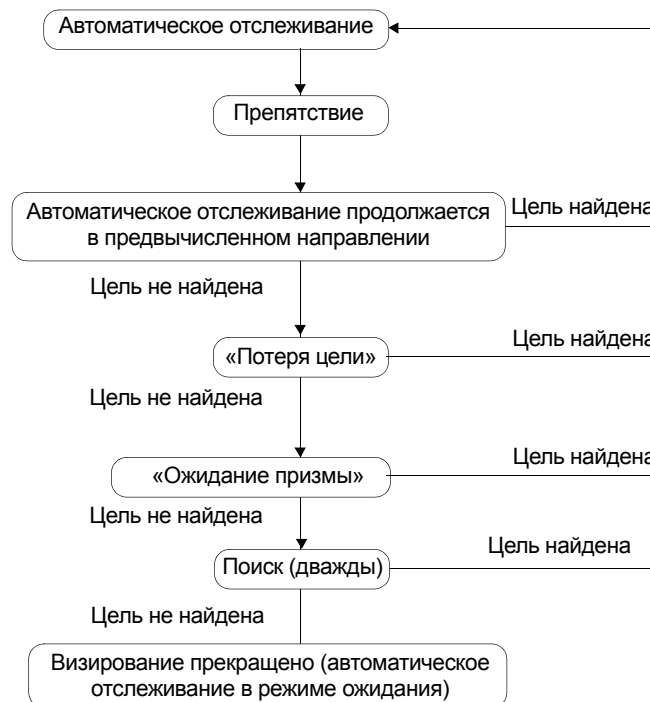 Автоматическое отслеживание
Препятствие
Автоматическое отслеживание продолжается
в предвычисленном направлении
Цель найдена
Цель не найдена
«Потеря цели»
Цель найдена
Цель не найдена
«Ожидание призмы»
Цель найдена
Цель не найдена
Поиск (дважды)
Цель найдена
Цель не найдена
Визирование прекращено (автоматическое
отслеживание в режиме ожидания)